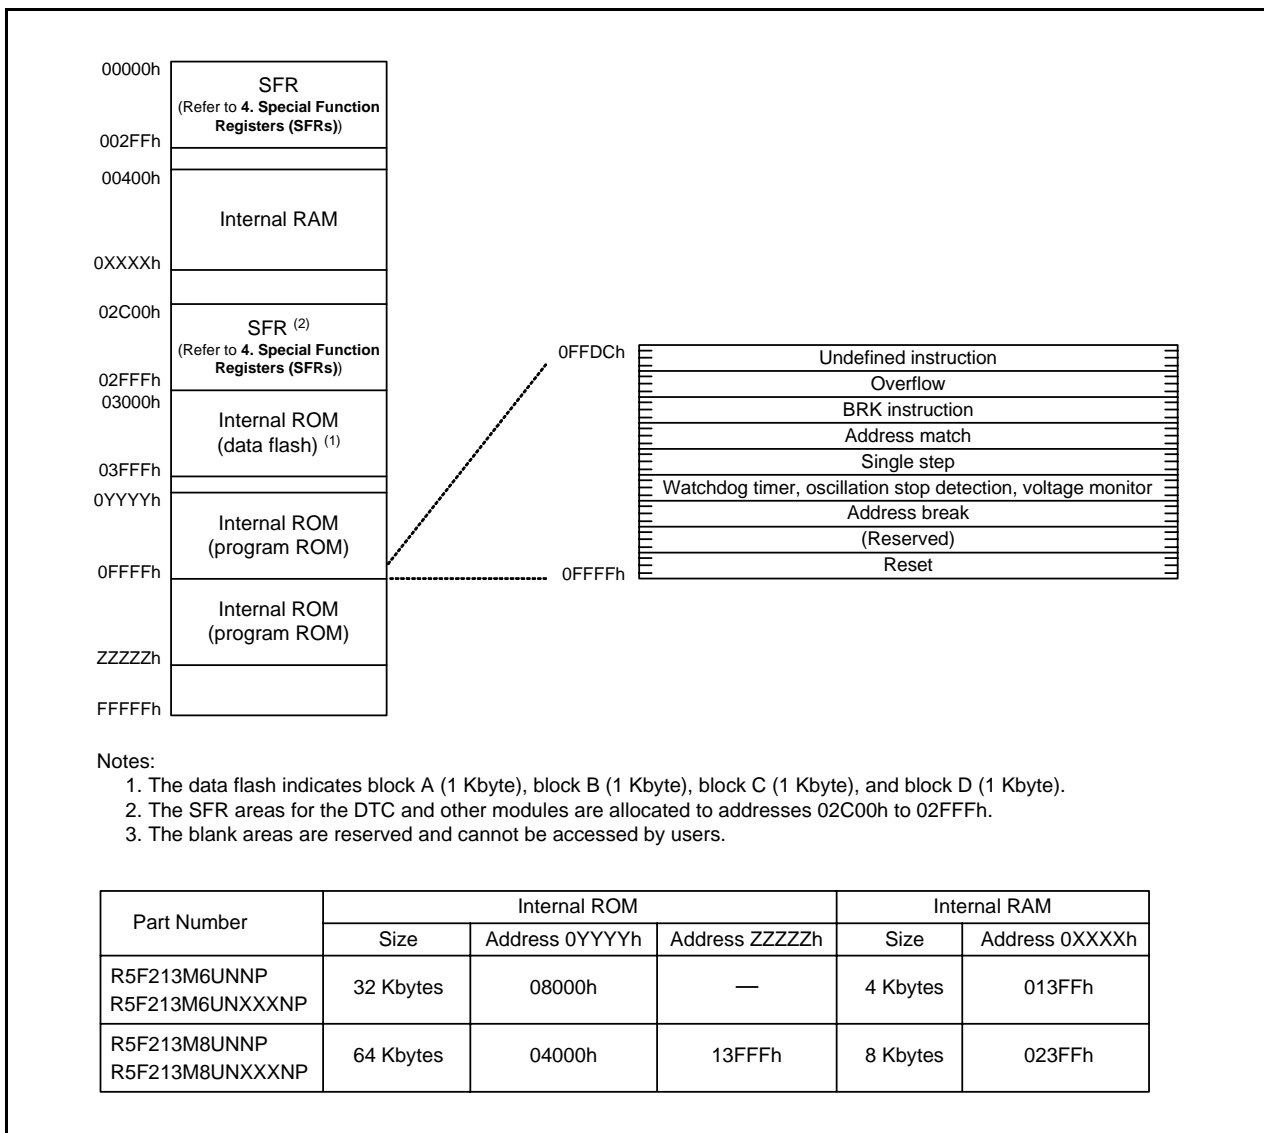 00000h
SFR
(Refer to 4. Special Function
Registers (SFRs))
002FFh
00400h
Internal RAM
0XXXXh
02C00h
SFR (2)
(Refer to 4. Special Function
Registers (SFRs))
02FFFh
03000h
Internal ROM
(data flash) (1)
03FFFh
0YYYYh
Internal ROM
(program ROM)
0FFFFh
Internal ROM
(program ROM)
ZZZZZh
FFFFFh
0FFDCh
Undefined instruction
Overflow
BRK instruction
Address match
Single step
Watchdog timer, oscillation stop detection, voltage monitor
Address break
(Reserved)
0FFFFh
Reset
Notes:
1. The data flash indicates block A (1 Kbyte), block B (1 Kbyte), block C (1 Kbyte), and block D (1 Kbyte).
2. The SFR areas for the DTC and other modules are allocated to addresses 02C00h to 02FFFh.
3. The blank areas are reserved and cannot be accessed by users.
Part Number Internal ROM Internal RAM
Size Address 0YYYYh Address ZZZZZh Size Address 0XXXXh
R5F213M6UNNP
R5F213M6UNXXXNP
32 Kbytes 08000h — 4 Kbytes 013FFh
R5F213M8UNNP
R5F213M8UNXXXNP
64 Kbytes 04000h 13FFFh 8 Kbytes 023FFh